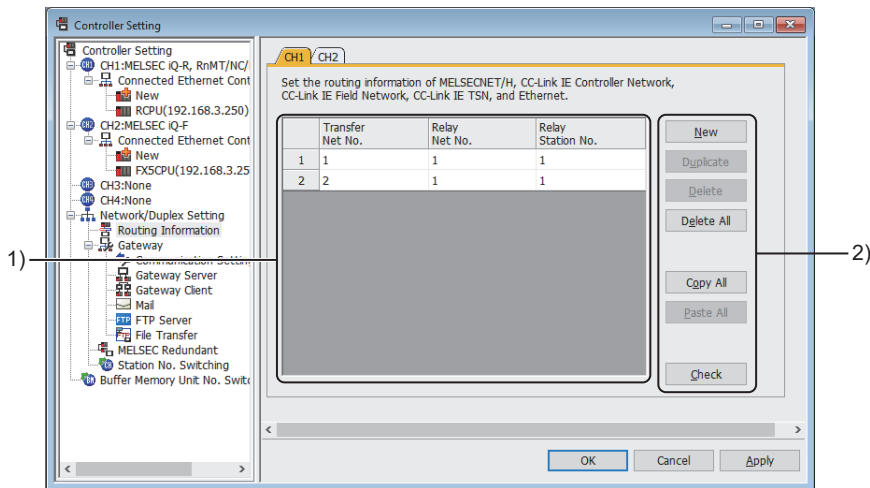 Controller Setting
Controller Setting
CH1:MELSEC iQ-R, RnMT/NC/
Connected Ethernet Cont
New
RCPU(192.168.3.250)
CH2:MELSEC iQ-F
Connected Ethernet Cont
New
FX5CPU(192.168.3.25
CH3:None
CH4:None
Network/Duplex Setting
Routing Information
Gateway
Communication Setting
Gateway Server
Gateway Client
Mail
FTP Server
File Transfer
MELSEC Redundant
Station No. Switching
Buffer Memory Unit No. Switc
CH1 CH2
Set the routing information of MELSECNET/H, CC-Link IE Controller Network,
CC-Link IE Field Network, CC-Link IE TSN, and Ethernet.
Transfer Net No. Relay Net No. Relay Station No.
1 1 1 1
2 2 1 1
New
Duplicate
Delete
Delete All
Copy All
Paste All
Check
1)
2)
OK Cancel Apply